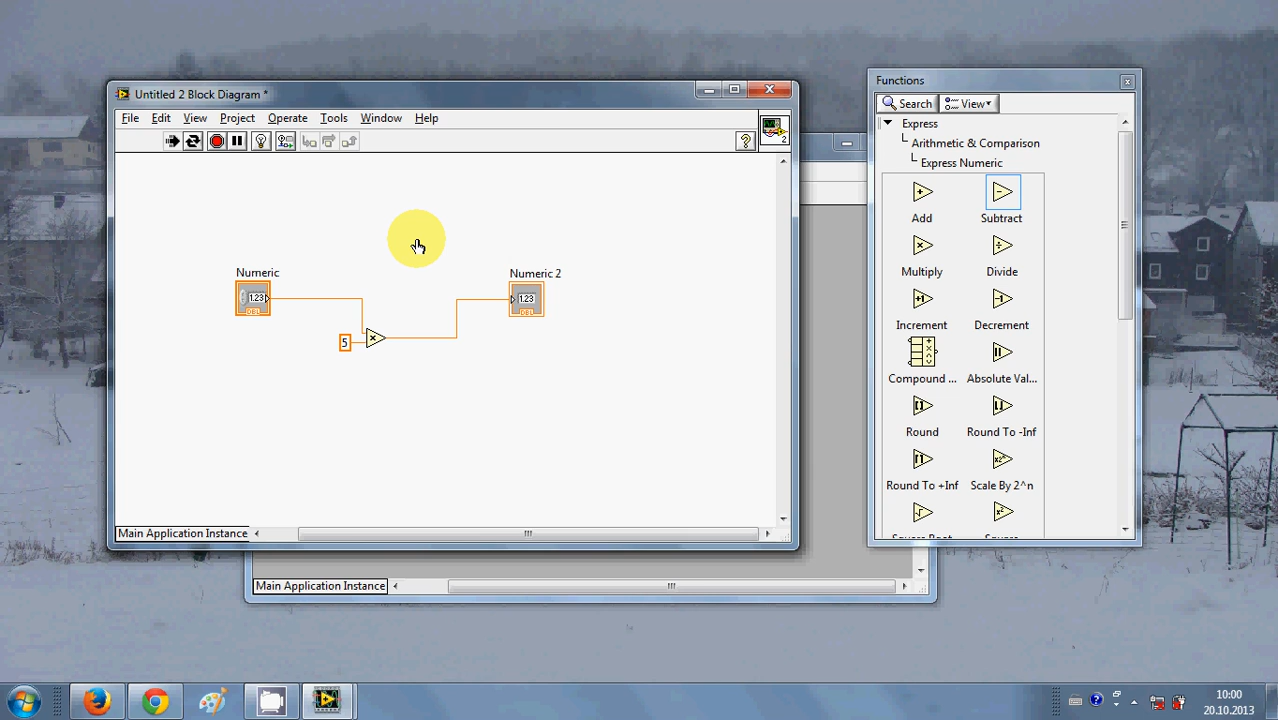 Untitled 2 Block Diagram *
File Edit View Project Operate Tools Window Help
?
2
Numeric
1.23
DBL
Numeric 2
1.23
DBL
5
×
Main Application Instance
Main Application Instance
Functions
Search View
Express
Arithmetic & Comparison
Express Numeric
Add Subtract
Multiply Divide
+1 -1
Increment Decrement
Compound ... Absolute Val...
Round Round To -Inf
Round To +Inf Scale By 2^n
10:00
20.10.2013